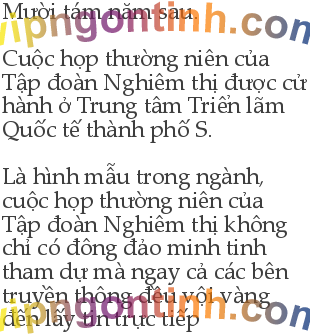 Mười tám năm sau.
vipngontinh.com
Cuộc họp thường niên của
Tập đoàn Nghiêm thị được cử
hành ở Trung tâm Triển lãm
Quốc tế thành phố S.
Là hình mẫu trong ngành,
cuộc họp thường niên của
Tập đoàn Nghiêm thị không
chỉ có đông đảo minh tinh
tham dự mà ngay cả các bên
truyền thông đều vội vàng
vipngontinh.com
đến lấy tin trực tiếp